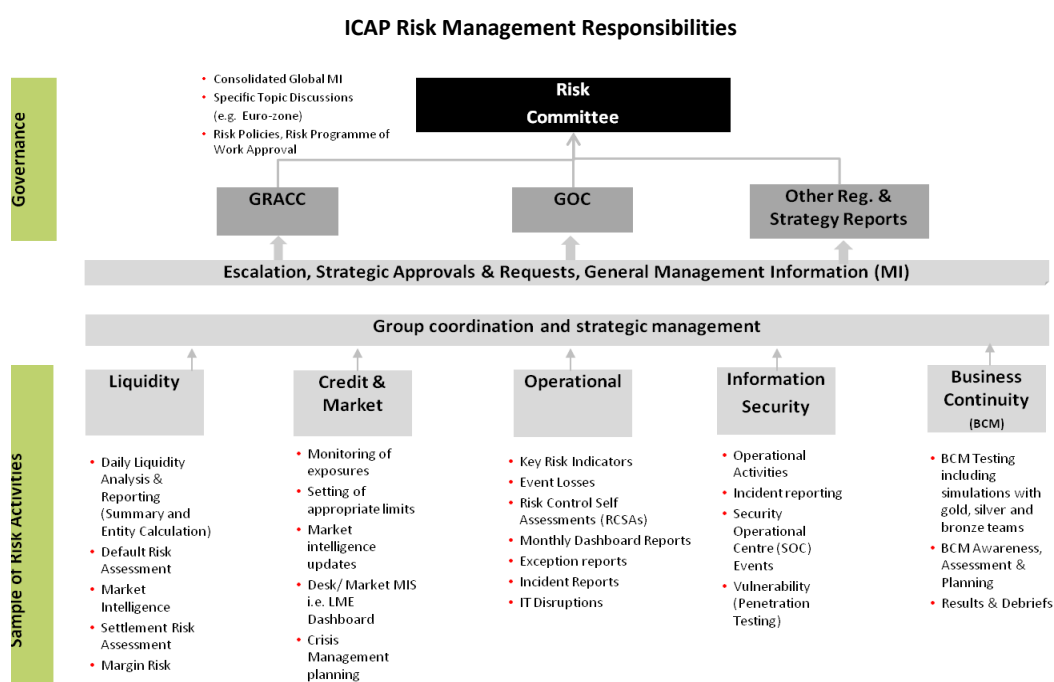 ICAP Risk Management Responsibilities
Governance
• Consolidated Global MI
• Specific Topic Discussions
(e.g. Euro-zone)
• Risk Policies, Risk Programme of
Work Approval
Risk
Committee
GRACC
GOC
Other Reg. &
Strategy Reports
Escalation, Strategic Approvals & Requests, General Management Information (MI)
Group coordination and strategic management
Sample of Risk Activities
Liquidity
• Daily Liquidity
Analysis &
Reporting
(Summary and
Entity Calculation)
• Default Risk
Assessment
• Market
Intelligence
• Settlement Risk
Assessment
• Margin Risk
Credit &
Market
• Monitoring of
exposures
• Setting of
appropriate limits
• Market
intelligence
updates
• Desk/ Market MIS
i.e. LME
Dashboard
• Crisis
Management
planning
Operational
• Key Risk Indicators
• Event Losses
• Risk Control Self
Assessments (RCSAs)
• Monthly Dashboard Reports
• Exception reports
• Incident Reports
• IT Disruptions
Information
Security
• Operational
Activities
• Incident reporting
• Security
Operational
Centre (SOC)
Events
• Vulnerability
(Penetration
Testing)
Business
Continuity
(BCM)
• BCM Testing
including
simulations with
gold, silver and
bronze teams
• BCM Awareness,
Assessment &
Planning
• Results & Debriefs